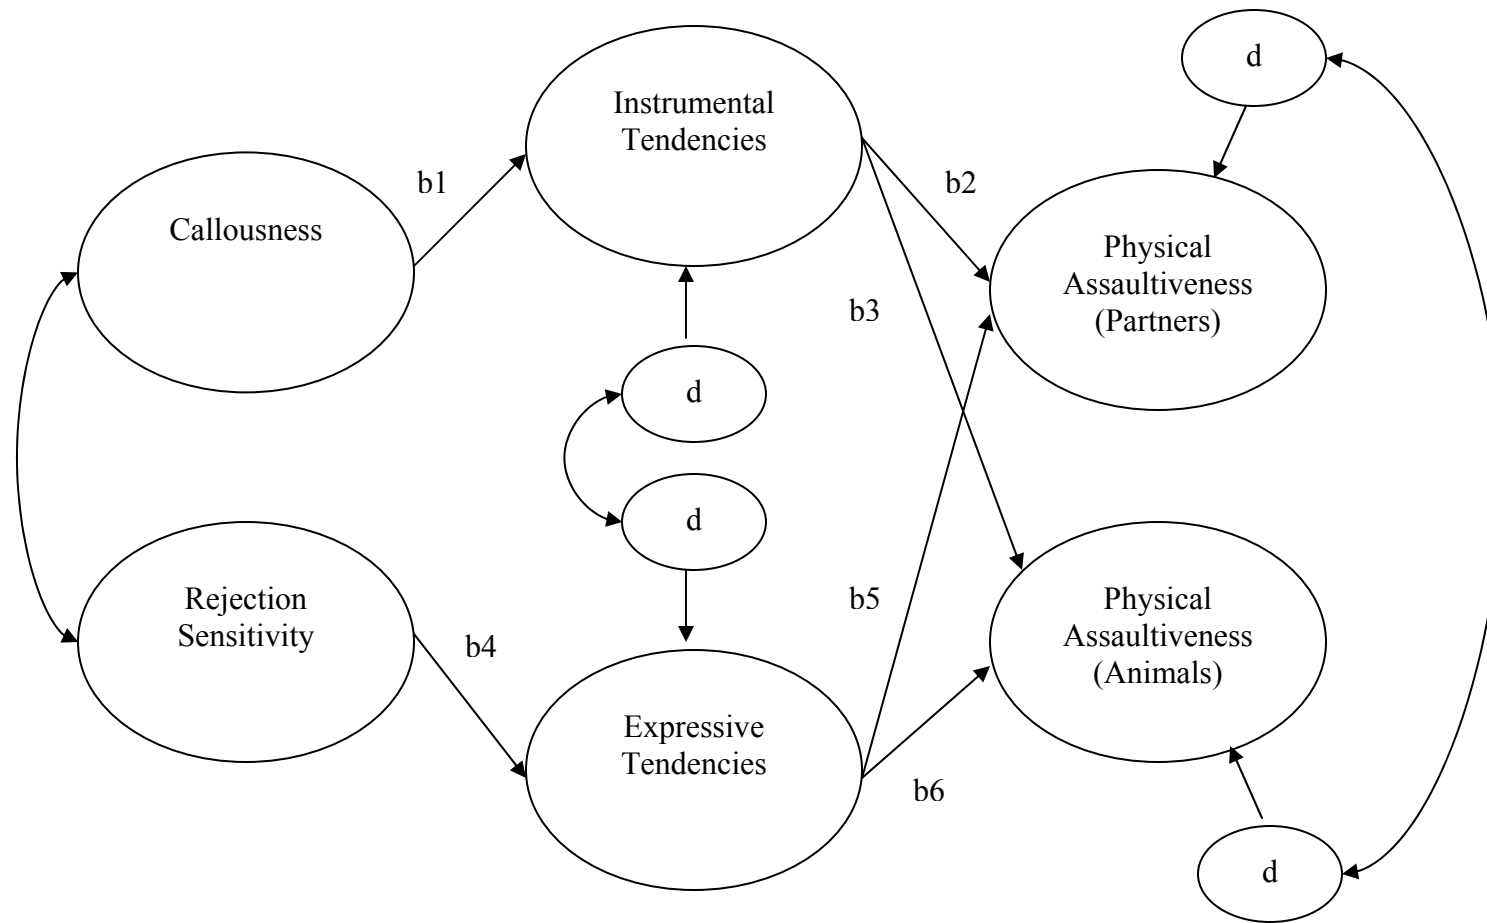 d
Instrumental
Tendencies
b1
b2
Callousness
Physical
Assaultiveness
(Partners)
b3
d
d
Rejection
Sensitivity
b4
b5
Physical
Assaultiveness
(Animals)
Expressive
Tendencies
b6
d